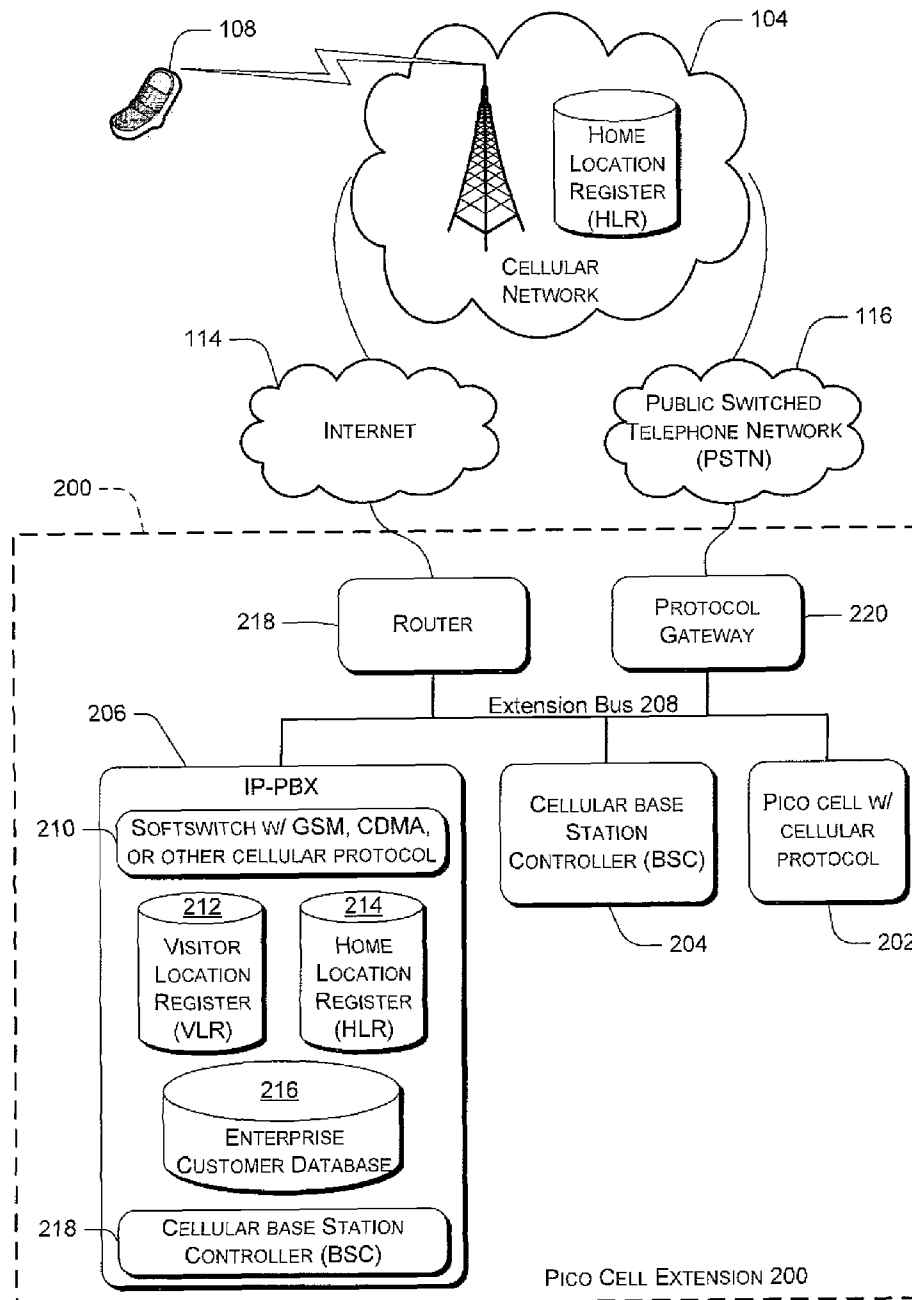 108
104
HOME
LOCATION
REGISTER
(HLR)
CELLULAR
NETWORK
114
116
INTERNET
PUBLIC SWITCHED
TELEPHONE NETWORK
(PSTN)
200
218
ROUTER
PROTOCOL
GATEWAY
220
Extension Bus 208
206
IP-PBX
210
SOFTSWITCH W/ GSM, CDMA,
OR OTHER CELLULAR PROTOCOL
CELLULAR BASE
STATION
CONTROLLER (BSC)
PICO CELL W/
CELLULAR
PROTOCOL
204
202
212
VISITOR
LOCATION
REGISTER
(VLR)
214
HOME
LOCATION
REGISTER
(HLR)
216
ENTERPRISE
CUSTOMER DATABASE
218
CELLULAR BASE STATION
CONTROLLER (BSC)
PICO CELL EXTENSION 200